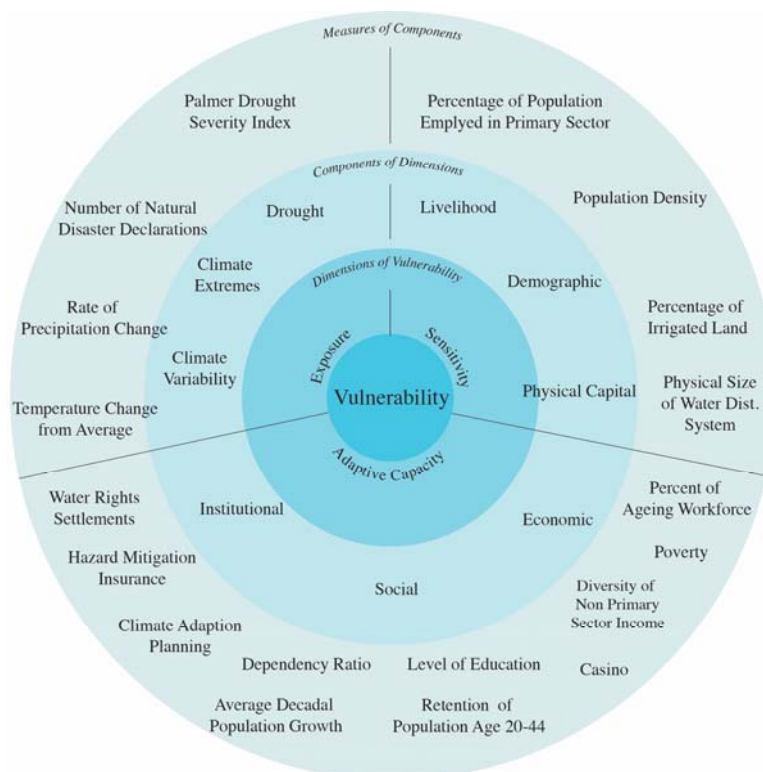 Measures of Components
Palmer Drought
Severity Index
Percentage of Population
Emplyed in Primary Sector
Components of Dimensions
Number of Natural
Disaster Declarations
Drought
Livelihood
Population Density
Climate
Extremes
Dimensions of Vulnerability
Demographic
Rate of
Precipitation Change
Percentage of
Irrigated Land
Exposure
Sensitivity
Climate
Variability
Vulnerability
Physical Capital
Physical Size
of Water Dist.
System
Temperature Change
from Average
Adaptive Capacity
Water Rights
Settlements
Institutional
Economic
Percent of
Ageing Workforce
Hazard Mitigation
Insurance
Poverty
Social
Diversity of
Non Primary
Sector Income
Climate Adaption
Planning
Dependency Ratio
Level of Education
Casino
Average Decadal
Population Growth
Retention of
Population Age 20-44